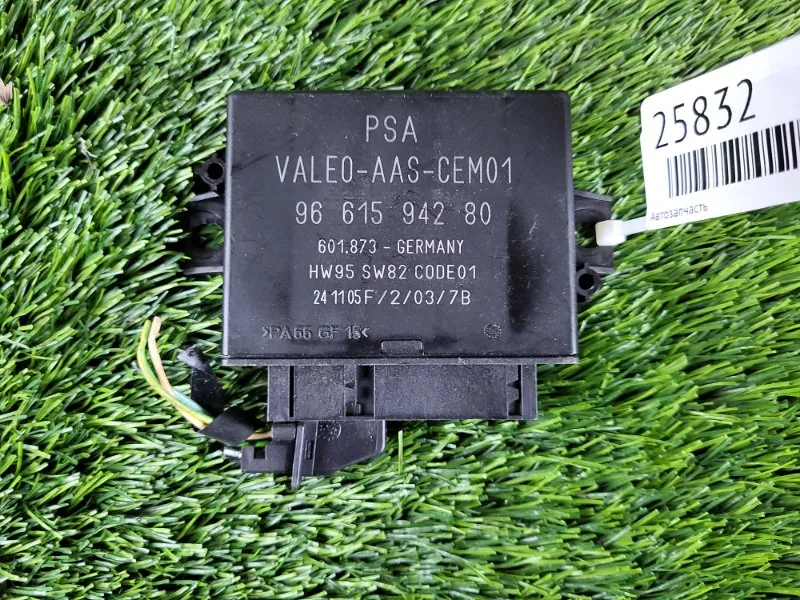 PSA
VALEO-AAS-CEM01
96 615 942 80
601.873 - GERMANY
HW95 SW82 CODE01
241105F/2/03/7B
>PA66 GF 15<
25832
Автозапчасть